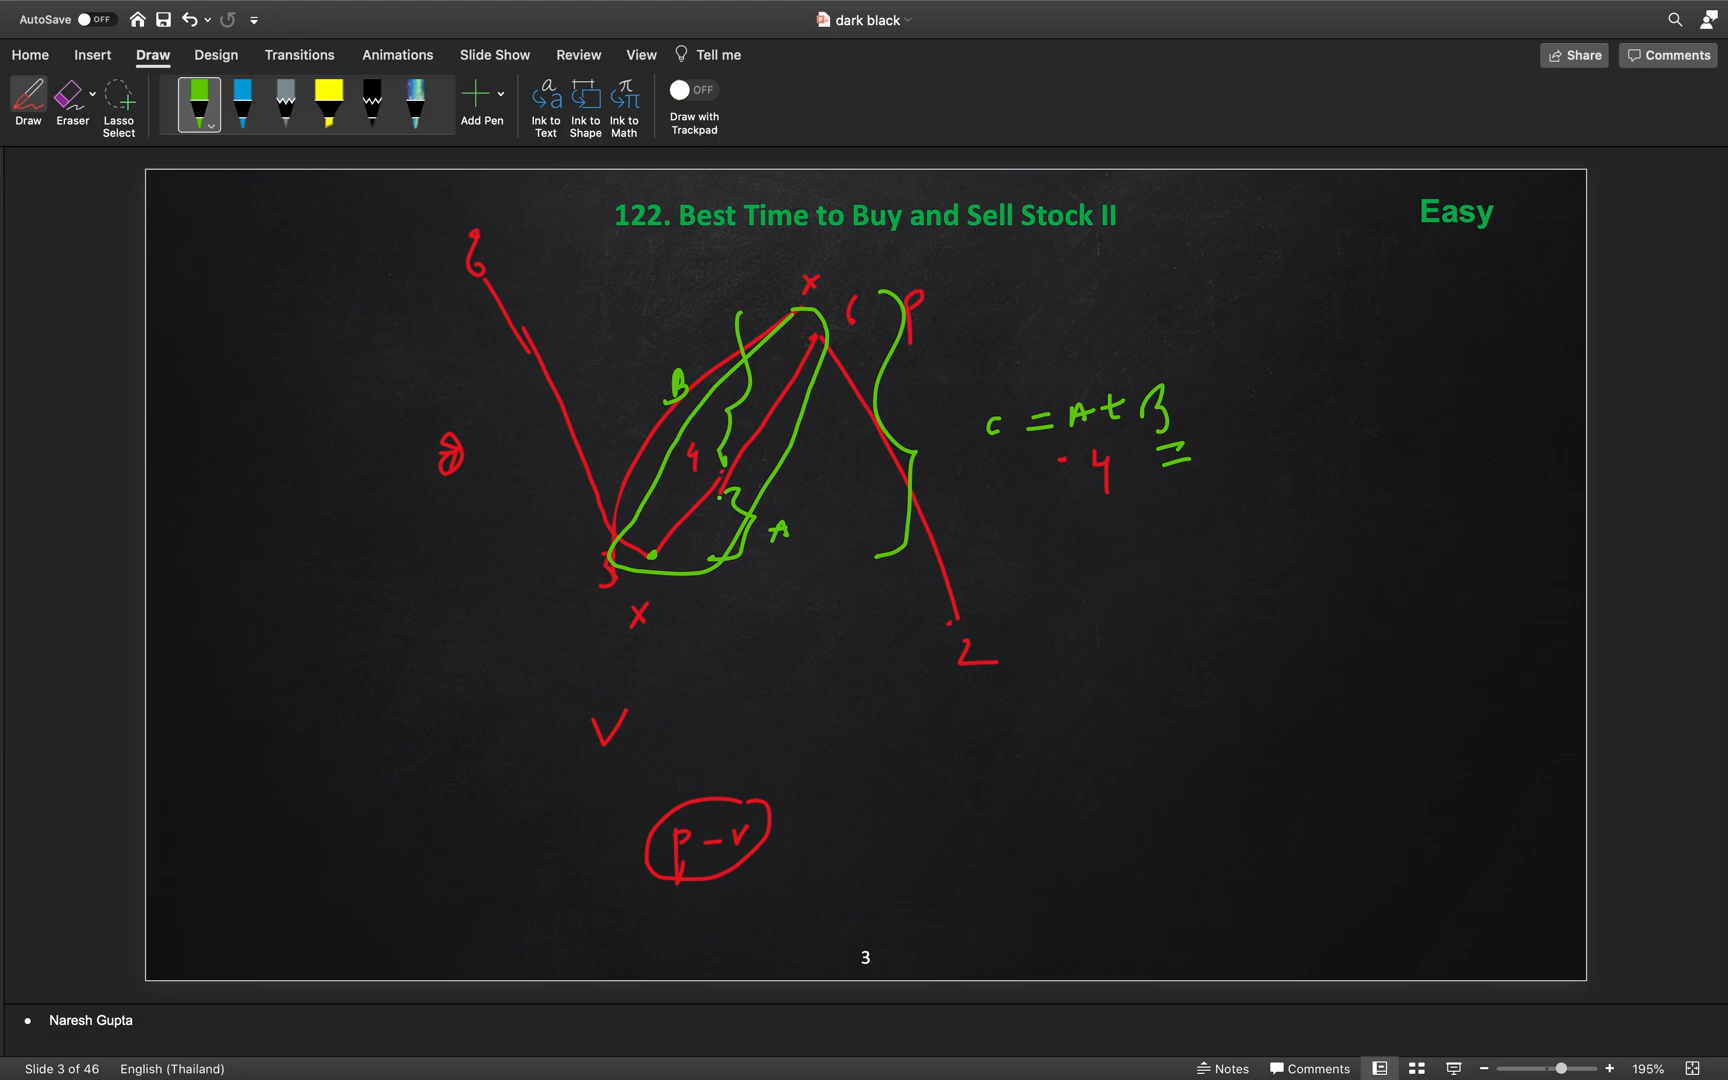 AutoSave OFF
dark black
Home Insert Draw Design Transitions Animations Slide Show Review View Tell me
Share Comments
Draw
Eraser
Lasso
Select
Add Pen
Ink to
Text
Ink to
Shape
Ink to
Math
OFF
Draw with
Trackpad
122. Best Time to Buy and Sell Stock II
Easy
6
x
P
B
4
C = A + B
4
A
5
x
2
V
P - V
3
Naresh Gupta
Slide 3 of 46 English (Thailand)
Notes Comments 195%